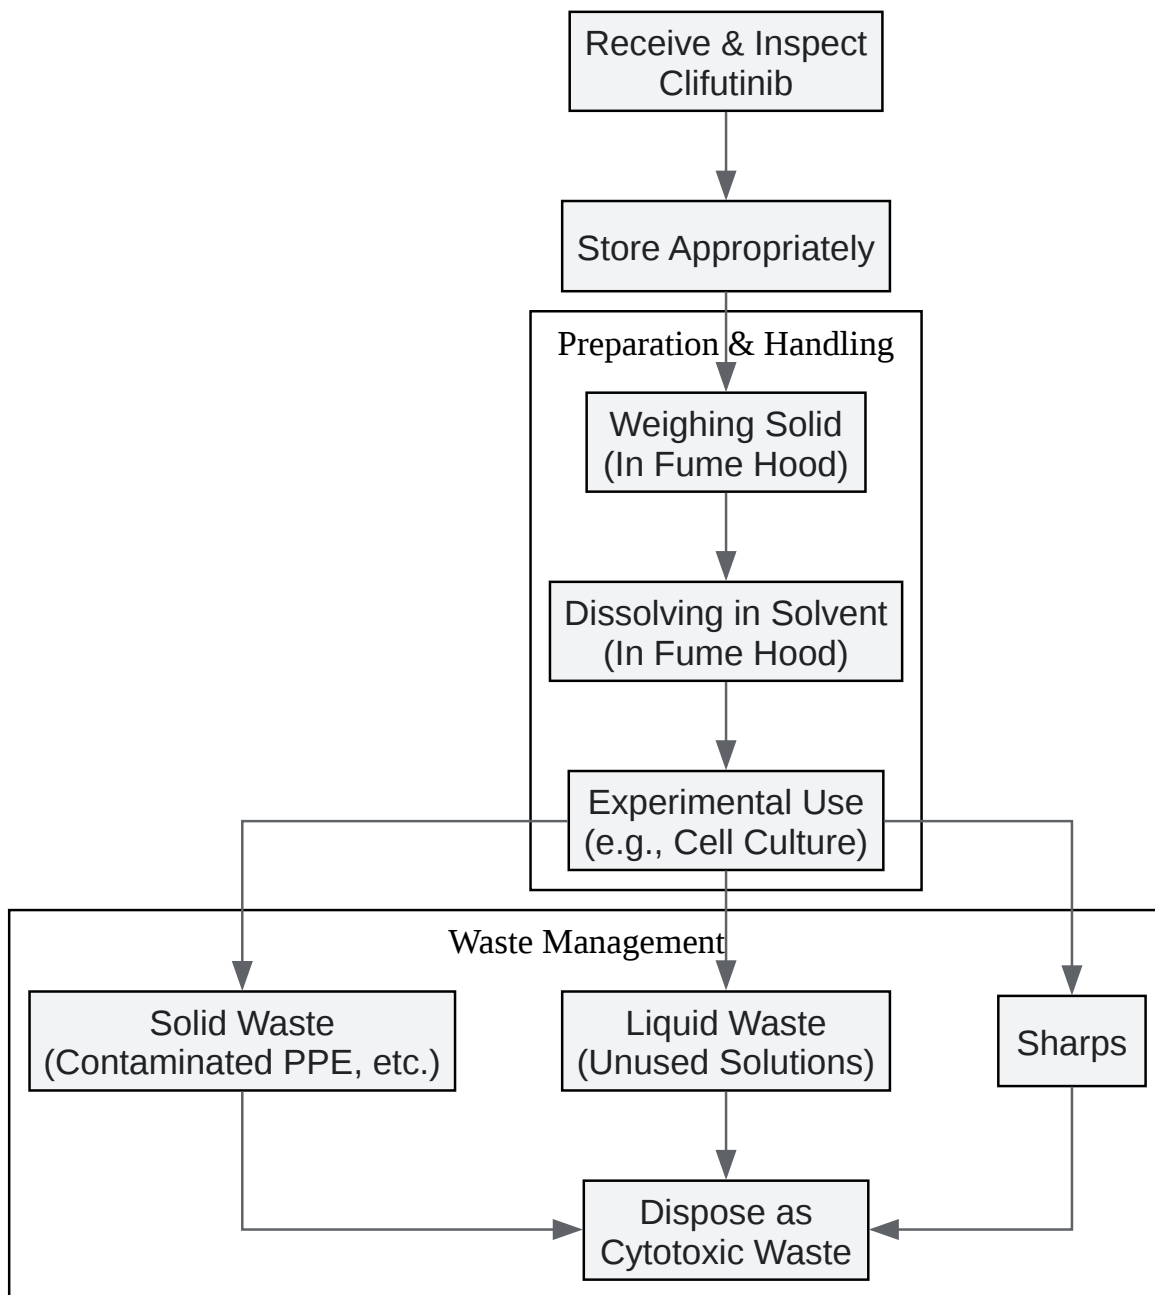 Receive & Inspect
Clifutinib
Store Appropriately
Preparation & Handling
Weighing Solid
(In Fume Hood)
Dissolving in Solvent
(In Fume Hood)
Experimental Use
(e.g., Cell Culture)
Waste Management
Solid Waste
(Contaminated PPE, etc.)
Liquid Waste
(Unused Solutions)
Sharps
Dispose as
Cytotoxic Waste